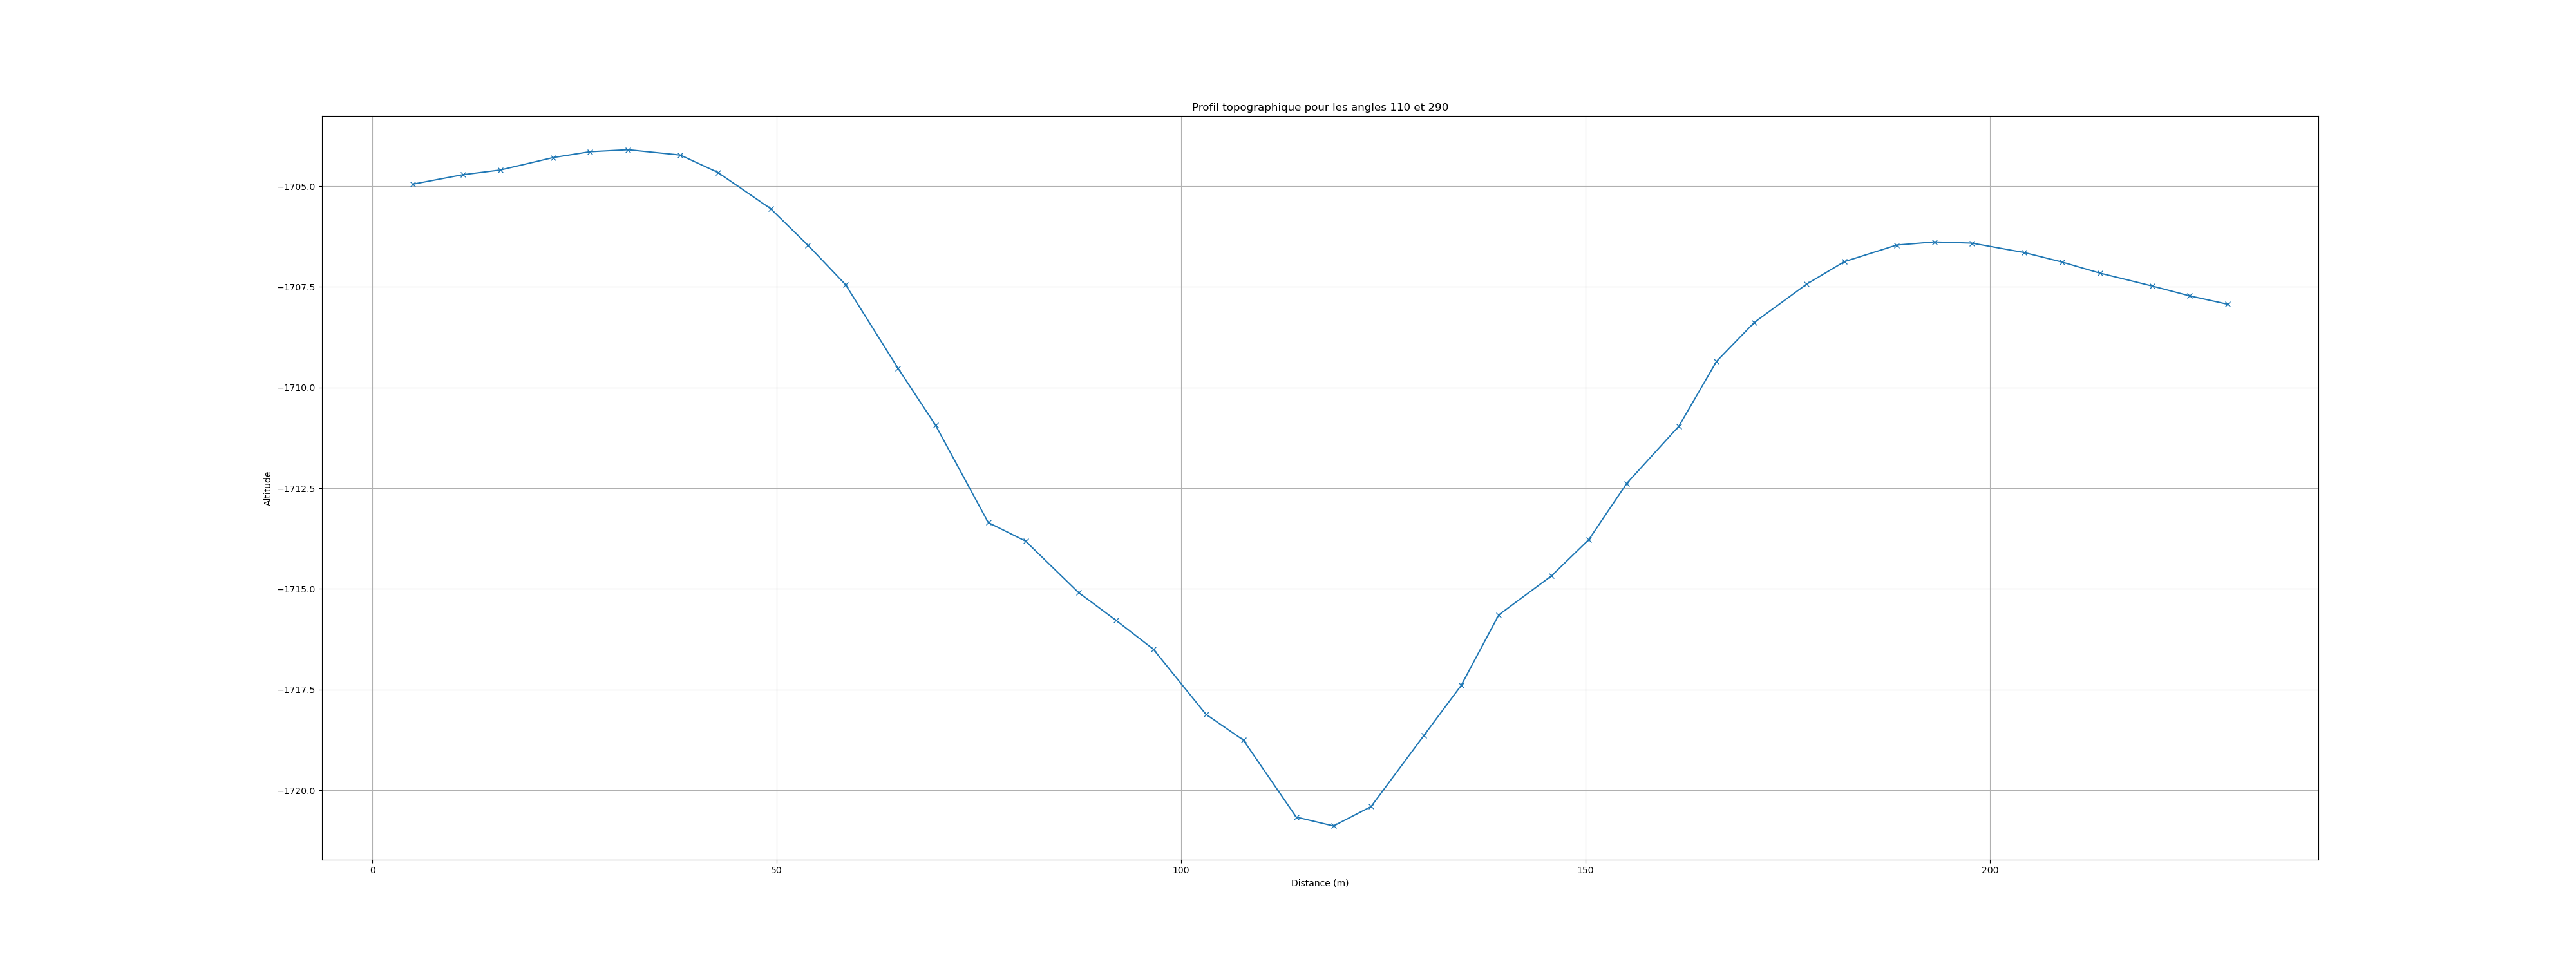 Profil topographique pour les angles 110 et 290
Altitude
−1705.0
−1707.5
−1710.0
−1712.5
−1715.0
−1717.5
−1720.0
0 50 100 150 200
Distance (m)